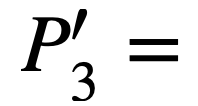 P′₃ =